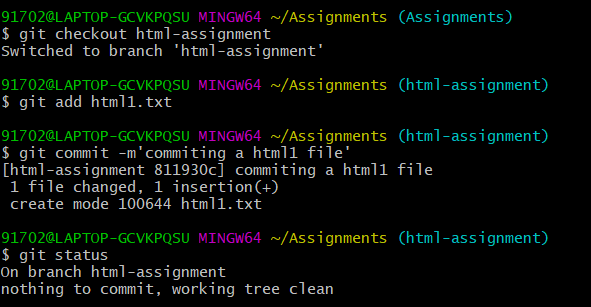 91702@LAPTOP-GCVKPQSU MINGW64 ~/Assignments (Assignments)
$ git checkout html-assignment
Switched to branch 'html-assignment'
91702@LAPTOP-GCVKPQSU MINGW64 ~/Assignments (html-assignment)
$ git add html1.txt
91702@LAPTOP-GCVKPQSU MINGW64 ~/Assignments (html-assignment)
$ git commit -m'commiting a html1 file'
[html-assignment 811930c] commiting a html1 file
 1 file changed, 1 insertion(+)
 create mode 100644 html1.txt
91702@LAPTOP-GCVKPQSU MINGW64 ~/Assignments (html-assignment)
$ git status
On branch html-assignment
nothing to commit, working tree clean